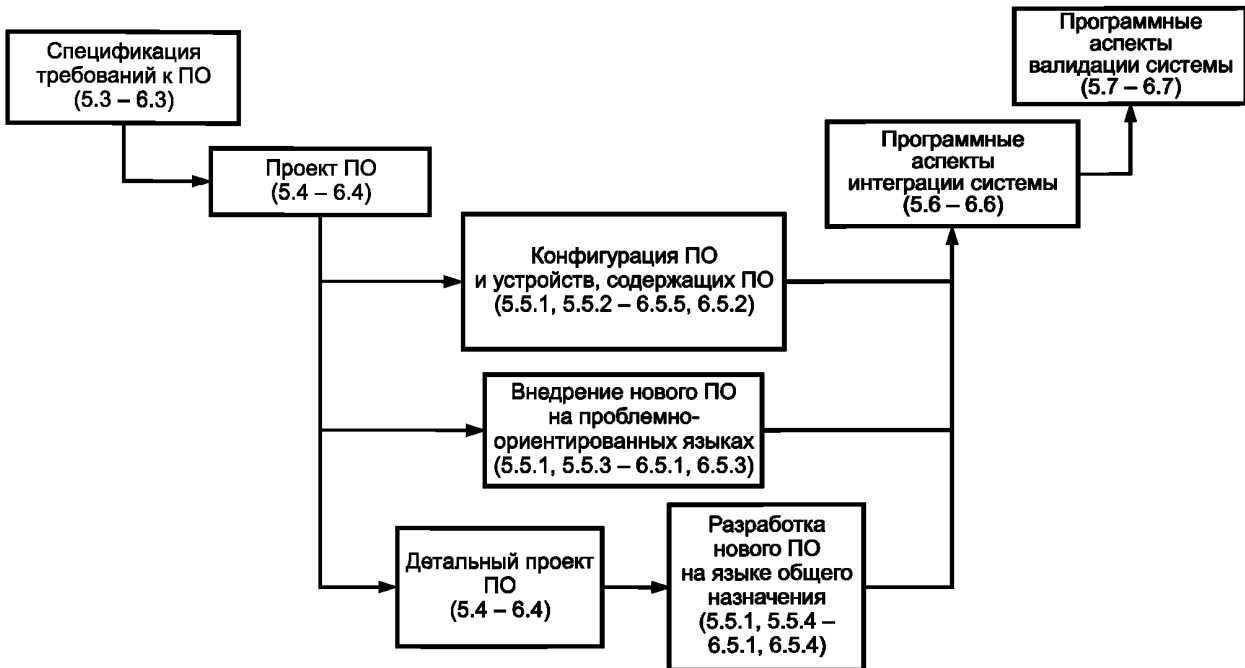 Спецификация
требований к ПО
(5.3 – 6.3)
Проект ПО
(5.4 – 6.4)
Конфигурация ПО
и устройств, содержащих ПО
(5.5.1, 5.5.2 – 6.5.5, 6.5.2)
Внедрение нового ПО
на проблемно-
ориентированных языках
(5.5.1, 5.5.3 – 6.5.1, 6.5.3)
Детальный проект
ПО
(5.4 – 6.4)
Разработка
нового ПО
на языке общего
назначения
(5.5.1, 5.5.4 –
6.5.1, 6.5.4)
Программные
аспекты
интеграции системы
(5.6 – 6.6)
Программные
аспекты
валидации системы
(5.7 – 6.7)